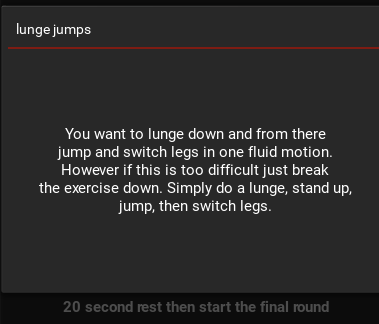 lunge jumps
You want to lunge down and from there
jump and switch legs in one fluid motion.
However if this is too difficult just break
the exercise down. Simply do a lunge, stand up,
jump, then switch legs.
20 second rest then start the final round